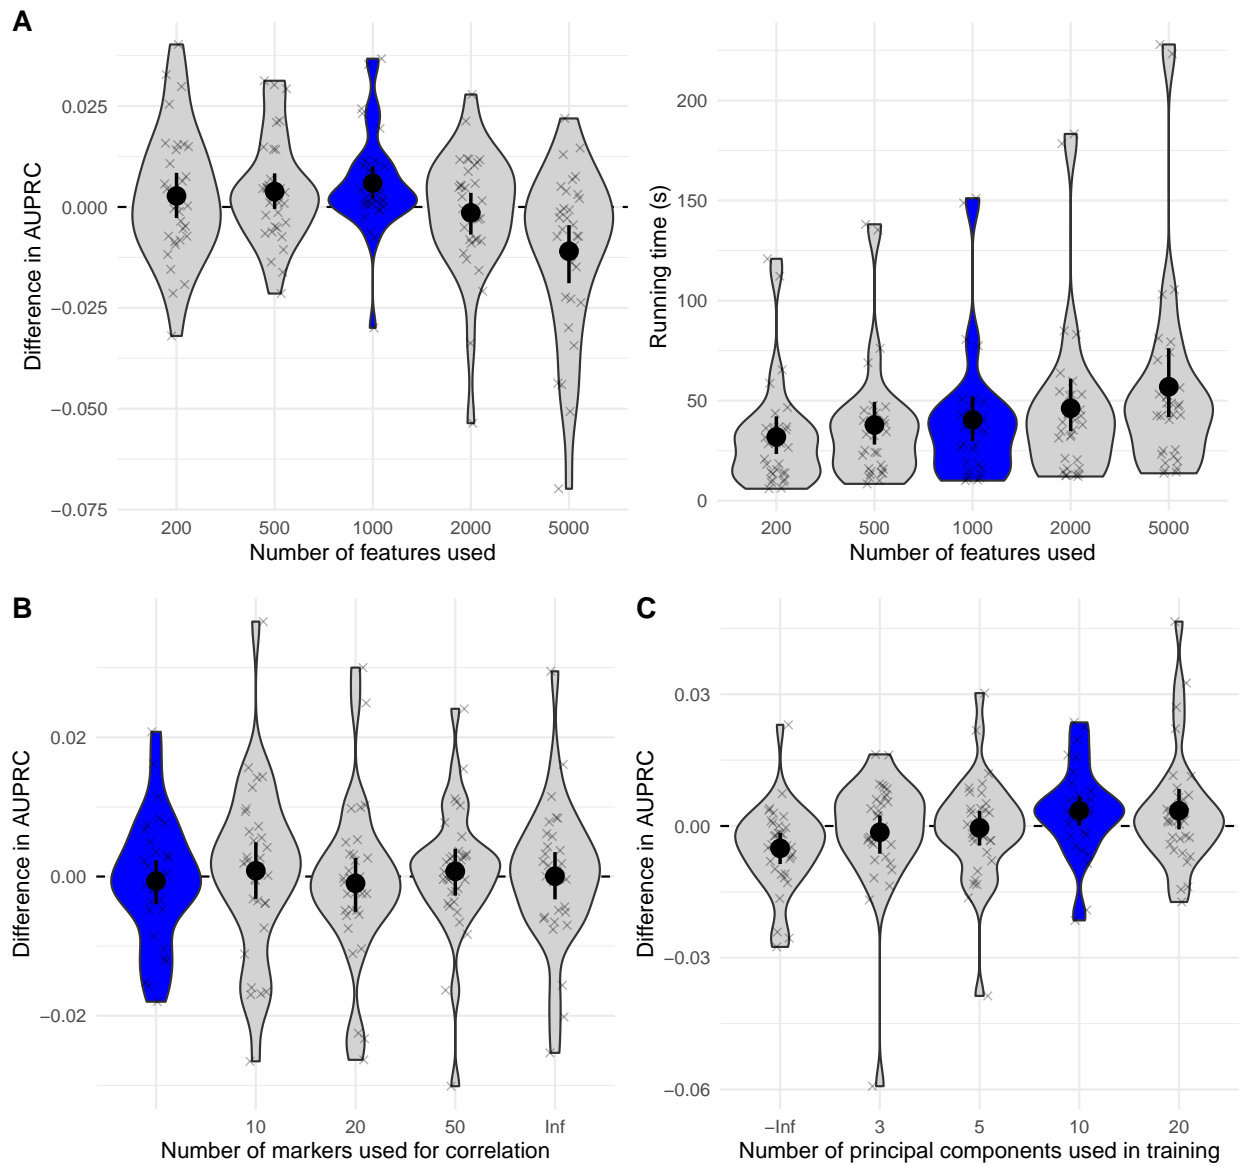 A
Difference in AUPRC
0.025
0.000
−0.025
−0.050
−0.075
200 500 1000 2000 5000
Number of features used
Running time (s)
200
150
100
50
0
200 500 1000 2000 5000
Number of features used
B
Difference in AUPRC
0.02
0.00
−0.02
10 20 50 Inf
Number of markers used for correlation
C
Difference in AUPRC
0.03
0.00
−0.03
−0.06
−Inf 3 5 10 20
Number of principal components used in training